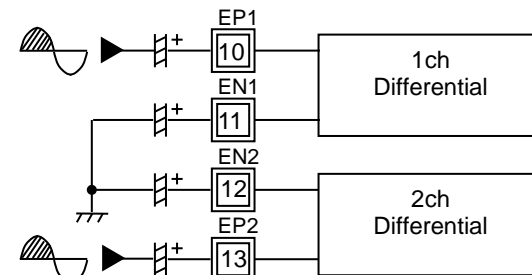 EP1
+ 10
1ch
Differential
EN1
+ 11
EN2
+ 12
2ch
Differential
EP2
+ 13